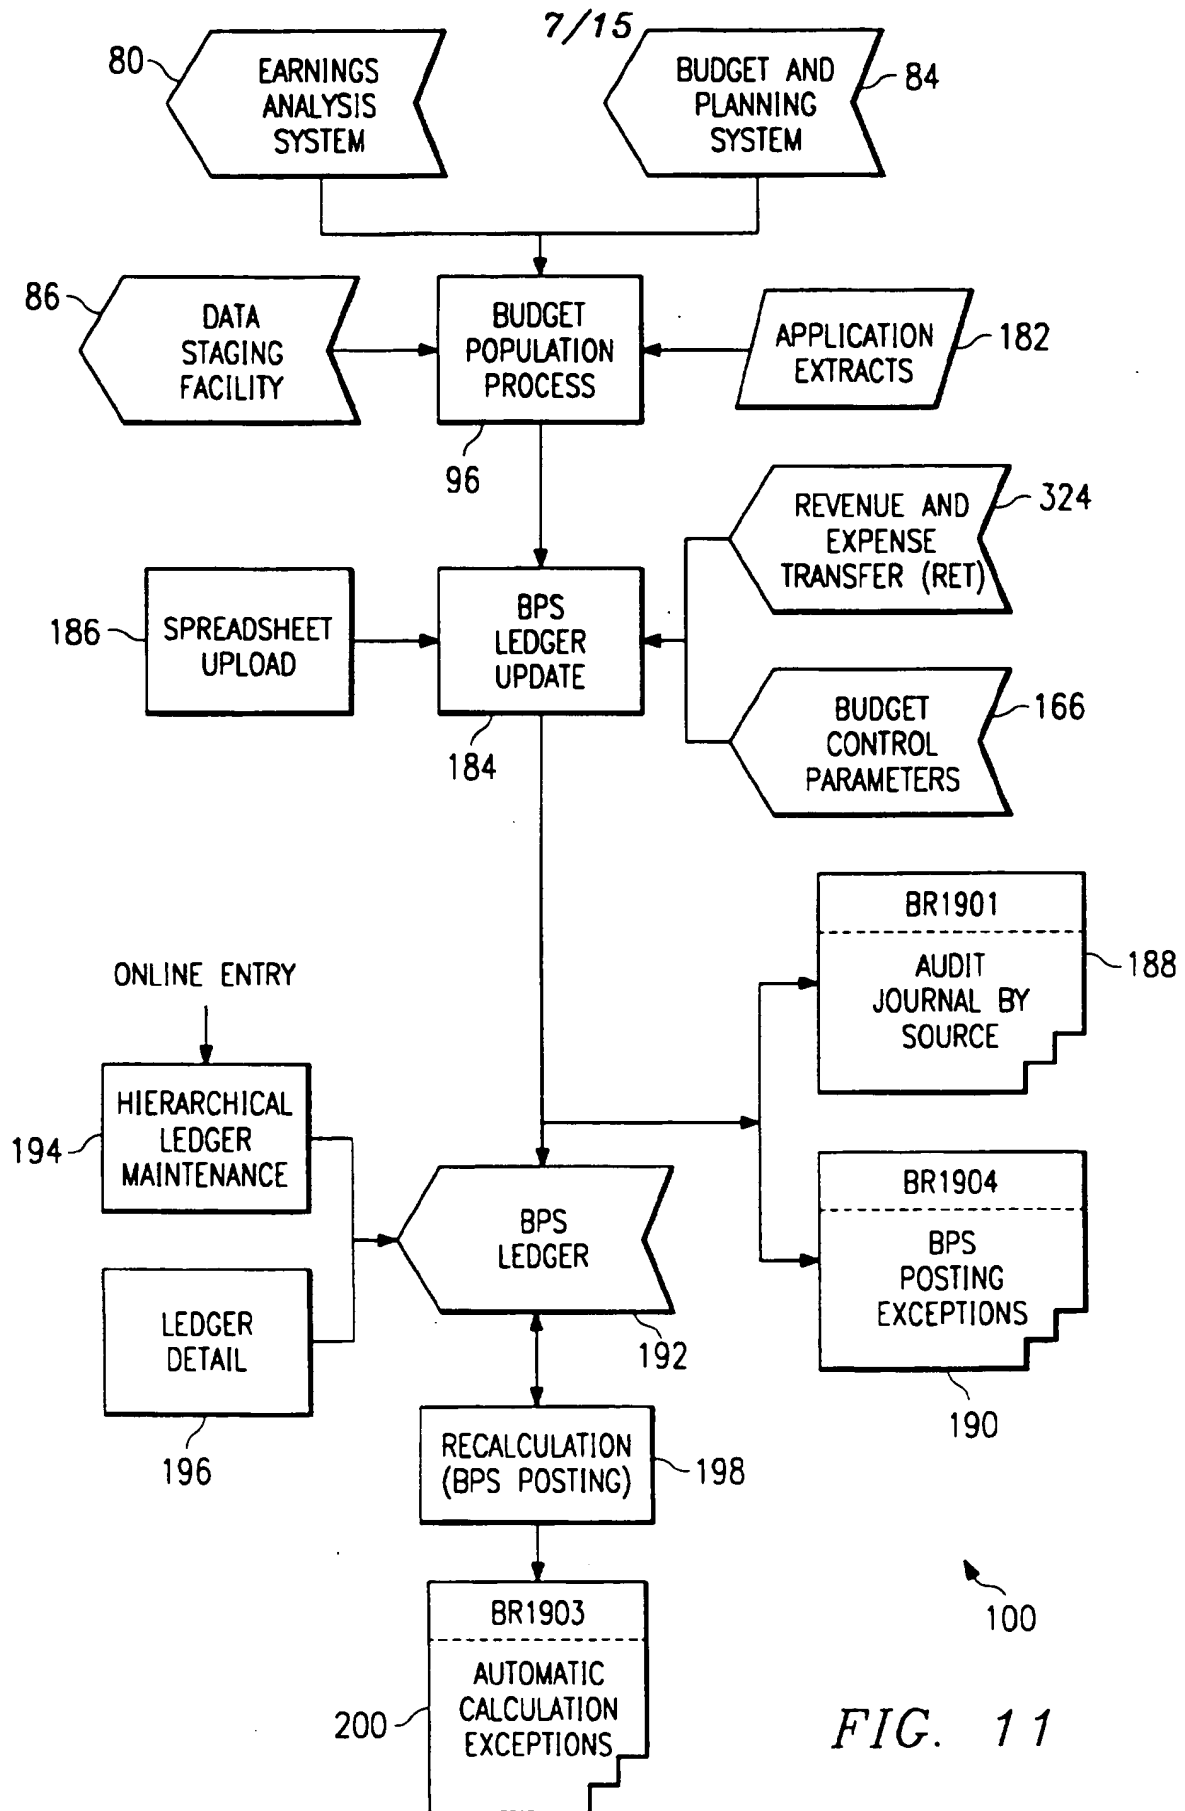 7/15
80
EARNINGS
ANALYSIS
SYSTEM
BUDGET AND
PLANNING
SYSTEM
84
86
DATA
STAGING
FACILITY
BUDGET
POPULATION
PROCESS
96
APPLICATION
EXTRACTS
182
REVENUE AND
EXPENSE
TRANSFER (RET)
324
186
SPREADSHEET
UPLOAD
BPS
LEDGER
UPDATE
184
BUDGET
CONTROL
PARAMETERS
166
BR1901
AUDIT
JOURNAL BY
SOURCE
188
ONLINE ENTRY
194
HIERARCHICAL
LEDGER
MAINTENANCE
BPS
LEDGER
192
BR1904
BPS
POSTING
EXCEPTIONS
190
LEDGER
DETAIL
196
RECALCULATION
(BPS POSTING)
198
BR1903
AUTOMATIC
CALCULATION
EXCEPTIONS
200
100
FIG. 11